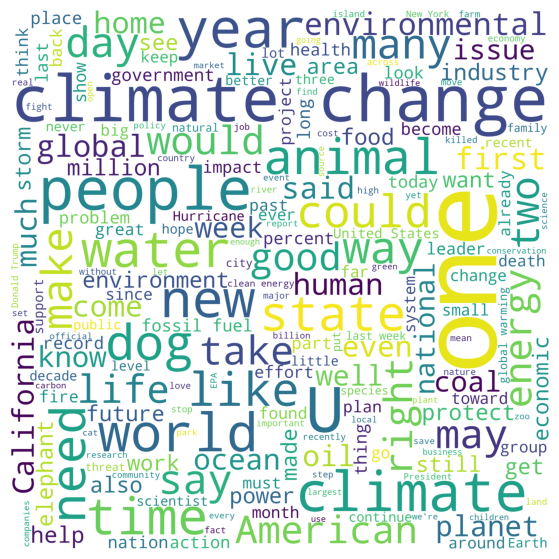 island New York farm
place home year day many environmental economy
going across
think last back see keep market lot health issue
real show live area better three look industry
fight open government project wildlife move
climate change
never big policy natural job long find become family
global would cost food killed
storm million impact country animal first
much people said past today want already
problem Hurricane could event river high yet science
great hope ever United States leader two
make water week percent report conservation
Donald Trump without environment good way far change death
set support since city human small
come new clean energy major state system national
official public fossil fuel billion part put last week global warming mean
know record level dog take little even energy
California decade fire EPA effort well coal economic
carbon love found species plan toward nature protect
need future life like U right may
stop cat park important plant zoo
elephant world ocean recently made local thing group
research threat work oil save go still get
also say scientist must power business
community step continue President land
help time month American climate planet
companies nation action every fact largest use we're children around Earth
one
green enough let source